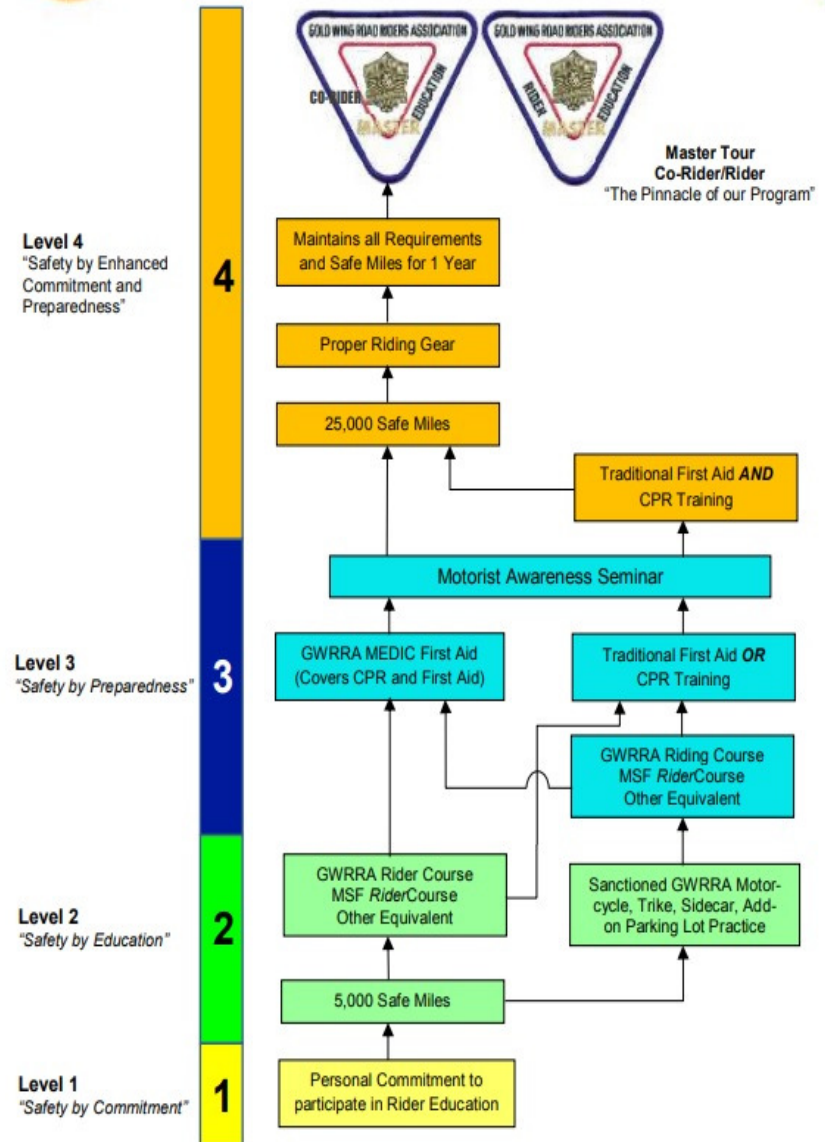 GOLD WING ROAD RIDERS ASSOCIATION
CO-RIDER
EDUCATION
MASTER
GOLD WING ROAD RIDERS ASSOCIATION
RIDER
EDUCATION
MASTER
Master Tour
Co-Rider/Rider
"The Pinnacle of our Program"
Level 4
"Safety by Enhanced
Commitment and
Preparedness"
4
Maintains all Requirements
and Safe Miles for 1 Year
Proper Riding Gear
25,000 Safe Miles
Traditional First Aid AND
CPR Training
Motorist Awareness Seminar
Level 3
"Safety by Preparedness"
3
GWRRA MEDIC First Aid
(Covers CPR and First Aid)
Traditional First Aid OR
CPR Training
GWRRA Riding Course
MSF RiderCourse
Other Equivalent
Level 2
"Safety by Education"
2
GWRRA Rider Course
MSF RiderCourse
Other Equivalent
Sanctioned GWRRA Motor-
cycle, Trike, Sidecar, Add-
on Parking Lot Practice
5,000 Safe Miles
Level 1
"Safety by Commitment"
1
Personal Commitment to
participate in Rider Education